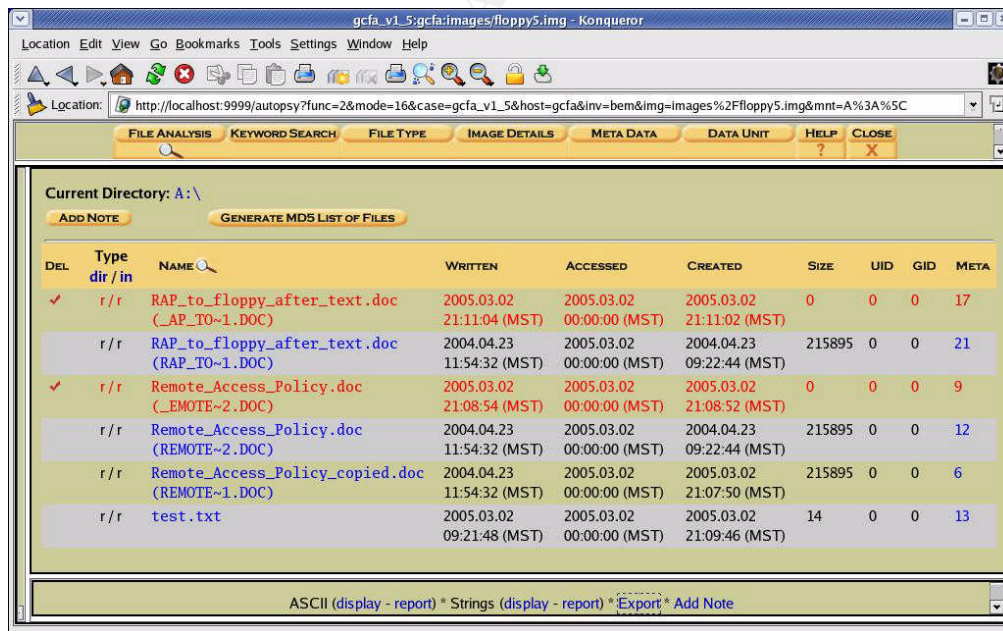 gcfa_v1_5:gcfa:images/floppy5.img - Konqueror
Location Edit View Go Bookmarks Tools Settings Window Help
Location: http://localhost:9999/autopsy?func=2&mode=16&case=gcfa_v1_5&host=gcfa&inv=bem&img=images%2Ffloppy5.img&mnt=A%3A%5C
FILE ANALYSIS KEYWORD SEARCH FILE TYPE IMAGE DETAILS META DATA DATA UNIT HELP CLOSE
? X
Current Directory: A:\
ADD NOTE GENERATE MD5 LIST OF FILES
DEL Type dir / in NAME WRITTEN ACCESSED CREATED SIZE UID GID META
✓ r / r RAP_to_floppy_after_text.doc 2005.03.02 2005.03.02 2005.03.02 0 0 0 17
(_AP_TO~1.DOC) 21:11:04 (MST) 00:00:00 (MST) 21:11:02 (MST)
r / r RAP_to_floppy_after_text.doc 2004.04.23 2005.03.02 2004.04.23 215895 0 0 21
(RAP_TO~1.DOC) 11:54:32 (MST) 00:00:00 (MST) 09:22:44 (MST)
✓ r / r Remote_Access_Policy.doc 2005.03.02 2005.03.02 2005.03.02 0 0 0 9
(_EMOTE~2.DOC) 21:08:54 (MST) 00:00:00 (MST) 21:08:52 (MST)
r / r Remote_Access_Policy.doc 2004.04.23 2005.03.02 2004.04.23 215895 0 0 12
(REMOTE~2.DOC) 11:54:32 (MST) 00:00:00 (MST) 09:22:44 (MST)
r / r Remote_Access_Policy_copied.doc 2004.04.23 2005.03.02 2005.03.02 215895 0 0 6
(REMOTE~1.DOC) 11:54:32 (MST) 00:00:00 (MST) 21:07:50 (MST)
r / r test.txt 2005.03.02 2005.03.02 2005.03.02 14 0 0 13
09:21:48 (MST) 00:00:00 (MST) 21:09:46 (MST)
ASCII (display - report) * Strings (display - report) * Export * Add Note